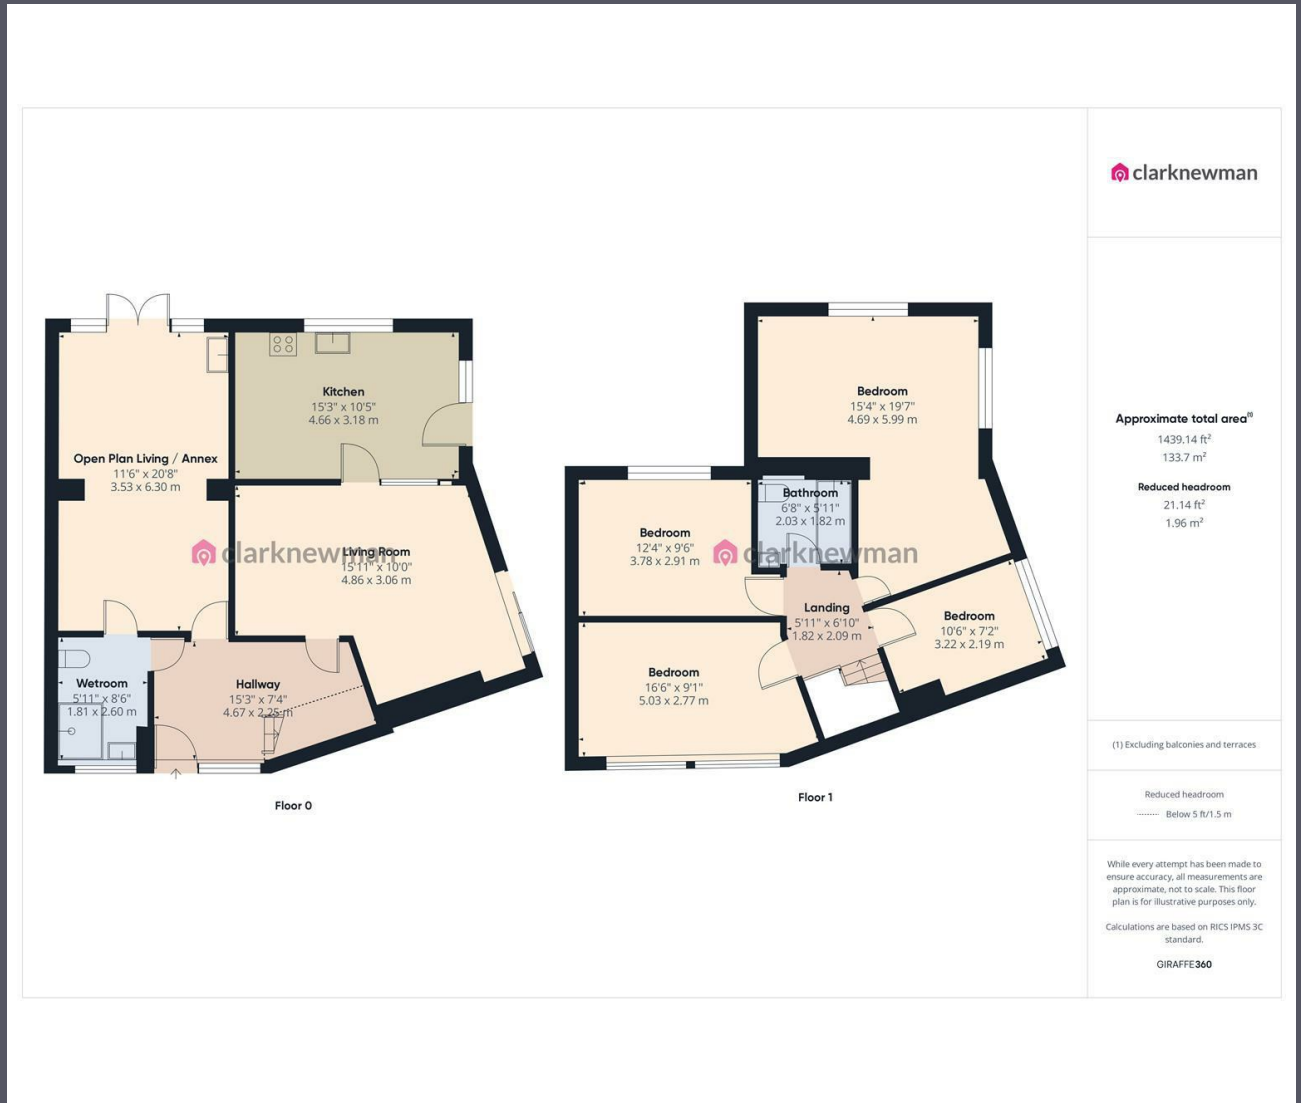 clarknewman
Approximate total area(1)
1439.14 ft²
133.7 m²
Reduced headroom
21.14 ft²
1.96 m²
(1) Excluding balconies and terraces
Reduced headroom
Below 5 ft/1.5 m
While every attempt has been made to
ensure accuracy, all measurements are
approximate, not to scale. This floor
plan is for illustrative purposes only.
Calculations are based on RICS IPMS 3C
standard.
GIRAFFE360
Kitchen
15'3" x 10'5"
4.66 x 3.18 m
Open Plan Living / Annex
11'6" x 20'8"
3.53 x 6.30 m
clarknewman
Living Room
15'11" x 10'0"
4.86 x 3.06 m
Wetroom
5'11" x 8'6"
1.81 x 2.60 m
Hallway
15'3" x 7'4"
4.67 x 2.25 m
Floor 0
Bedroom
15'4" x 19'7"
4.69 x 5.99 m
Bathroom
6'8" x 5'11"
2.03 x 1.82 m
Bedroom
12'4" x 9'6"
3.78 x 2.91 m
clarknewman
Landing
5'11" x 6'10"
1.82 x 2.09 m
Bedroom
10'6" x 7'2"
3.22 x 2.19 m
Bedroom
16'6" x 9'1"
5.03 x 2.77 m
Floor 1